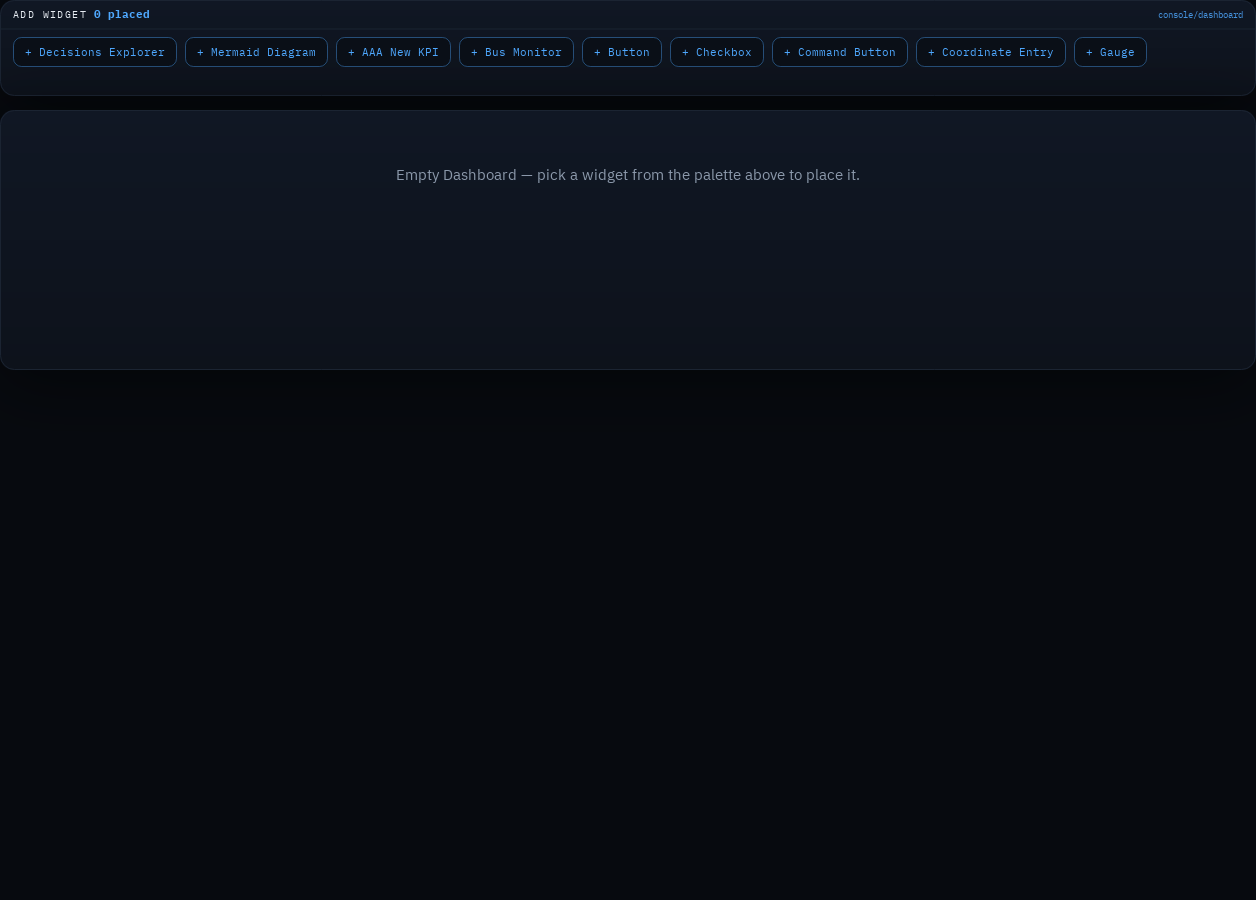 ADD WIDGET 0 placed
console/dashboard
+ Decisions Explorer
+ Mermaid Diagram
+ AAA New KPI
+ Bus Monitor
+ Button
+ Checkbox
+ Command Button
+ Coordinate Entry
+ Gauge
Empty Dashboard — pick a widget from the palette above to place it.